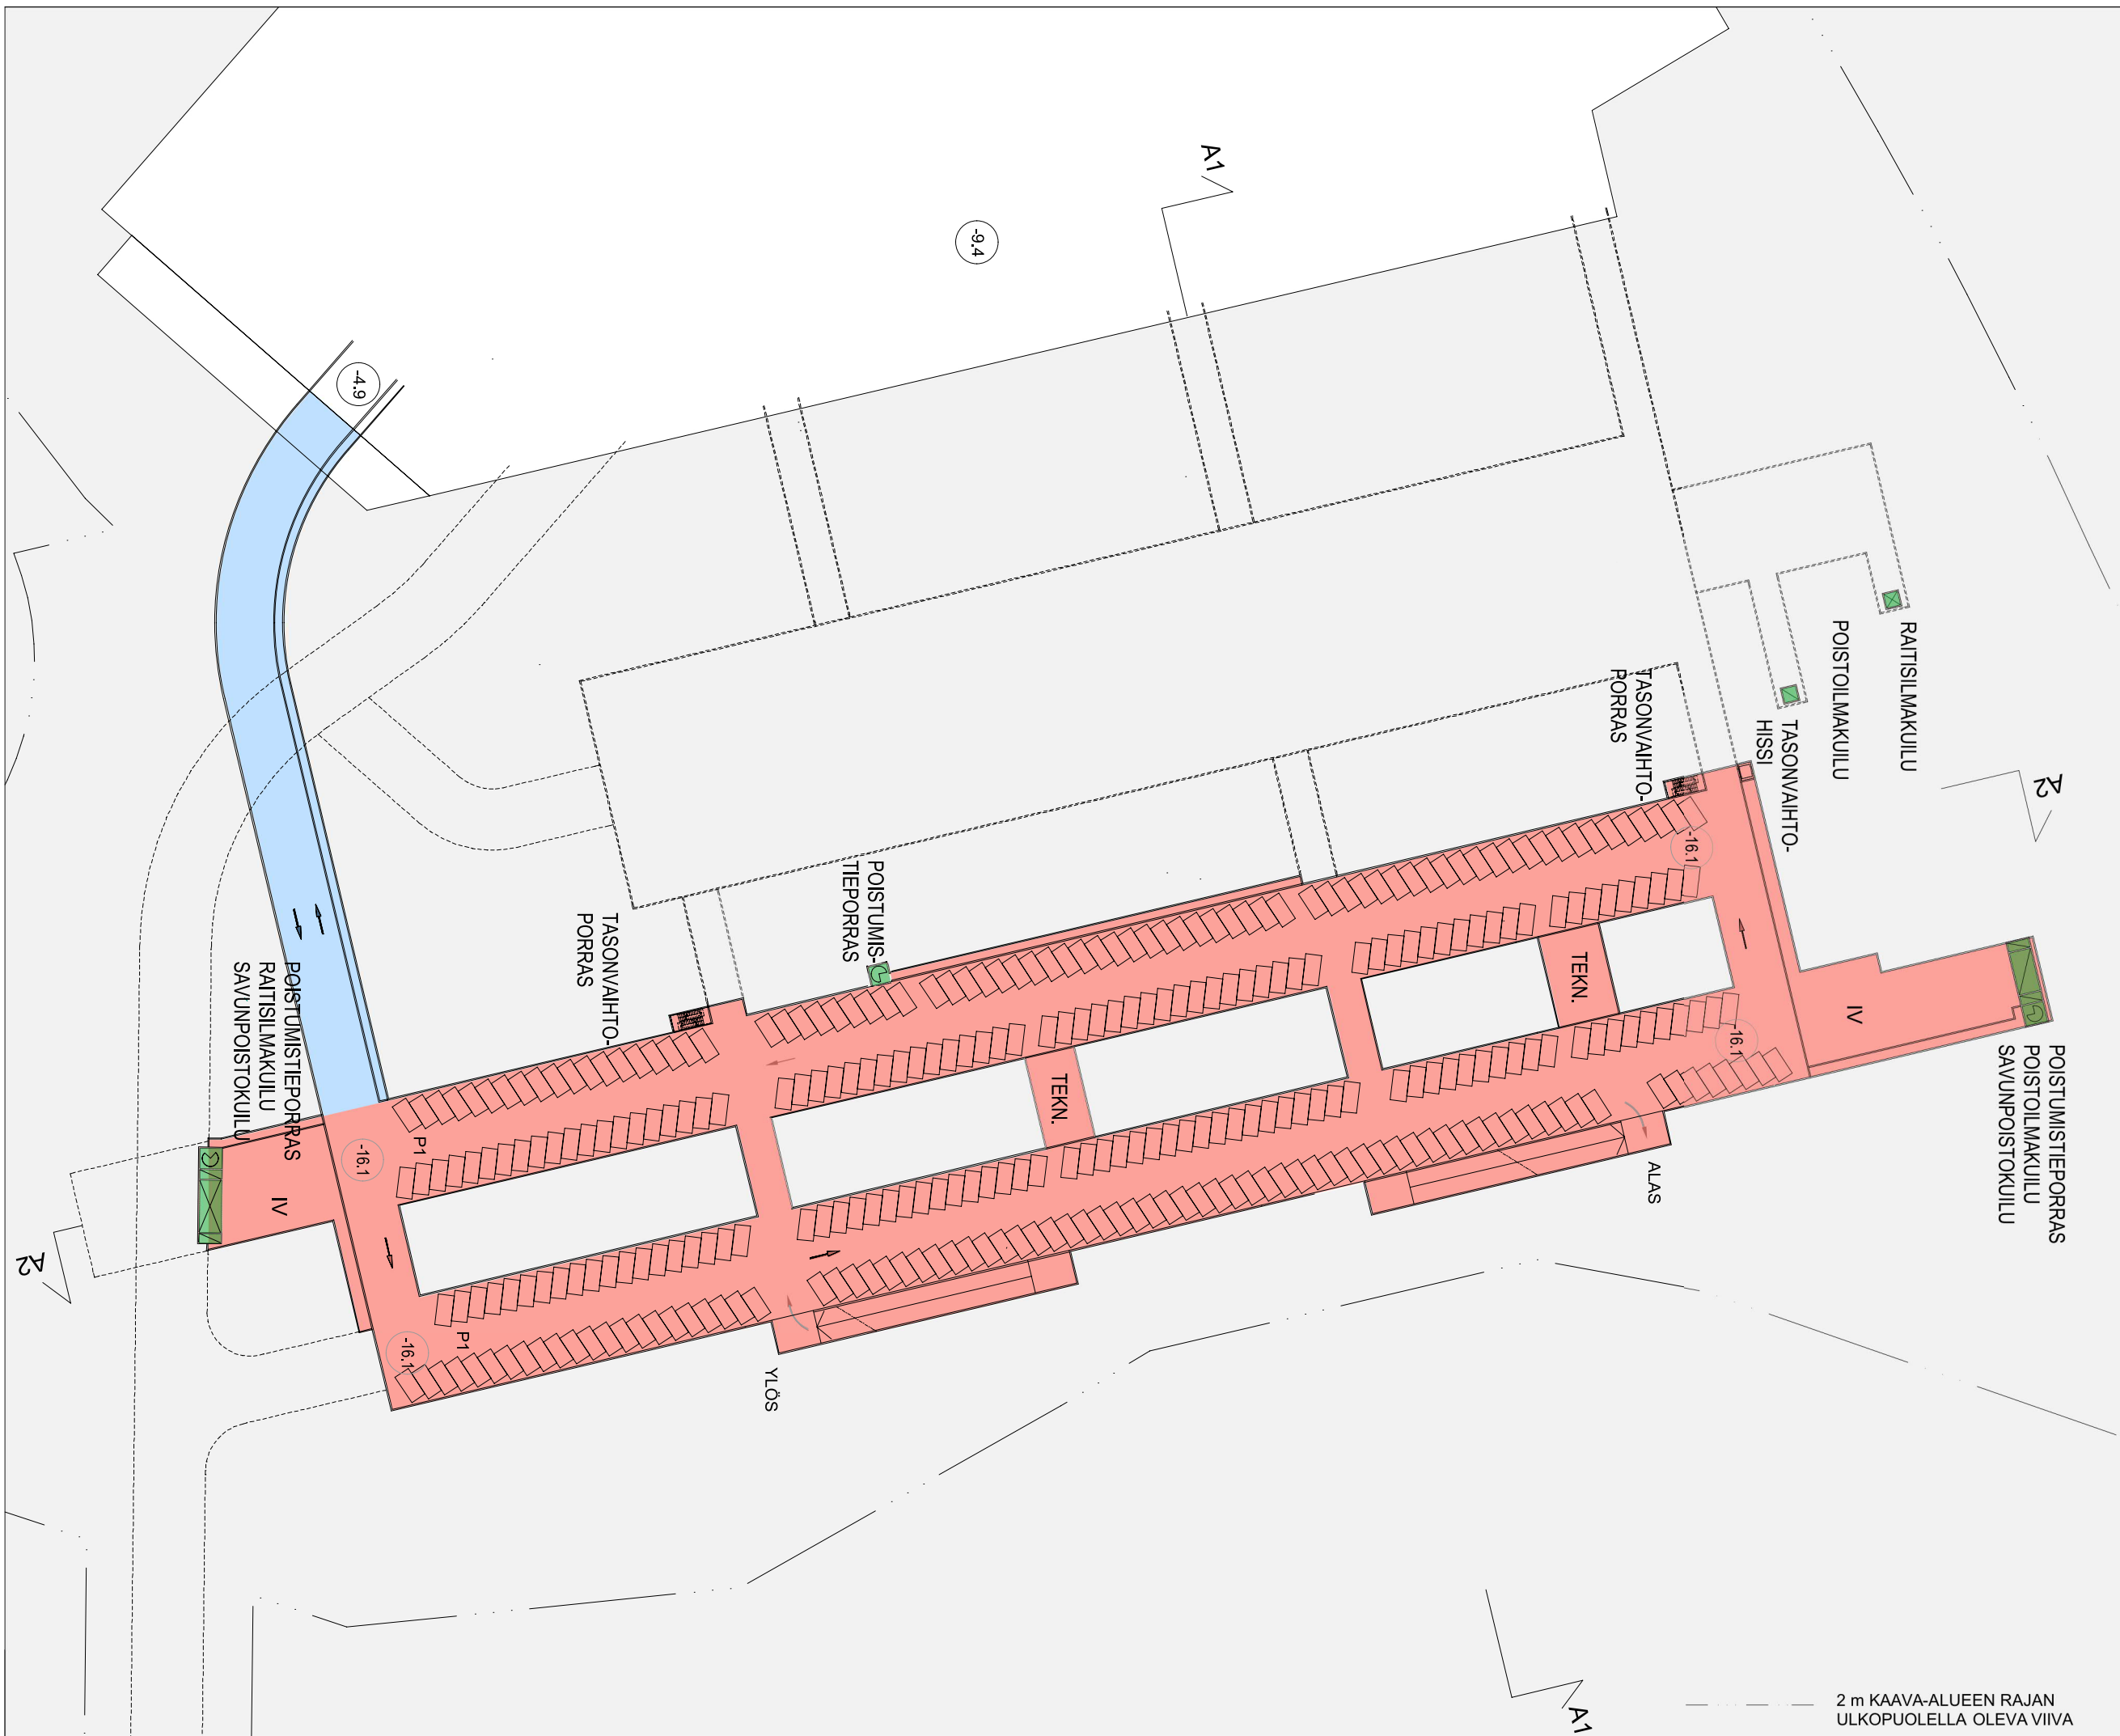 A1
-9.4
-4.9
RAITISILMAKUILU
POISTOILMAKUILU
TASONVAIHTO-
PORRAS
TASONVAIHTO-
HISSI
A2
-16.1
POISTUMIS-
TIEPORRAS
TASONVAIHTO-
PORRAS
TEKN.
TEKN.
IV
-16.1
POISTUMISTIEPORRAS
POISTOILMAKUILU
SAVUNPOISTOKUILU
POISTUMISTIEPORRAS
RAITISILMAKUILU
SAVUNPOISTOKUILU
P1
-16.1
IV
ALAS
A2
P1
-16.1
YLÖS
A1
2 m KAAVA-ALUEEN RAJAN
ULKOPUOLELLA OLEVA VIIVA